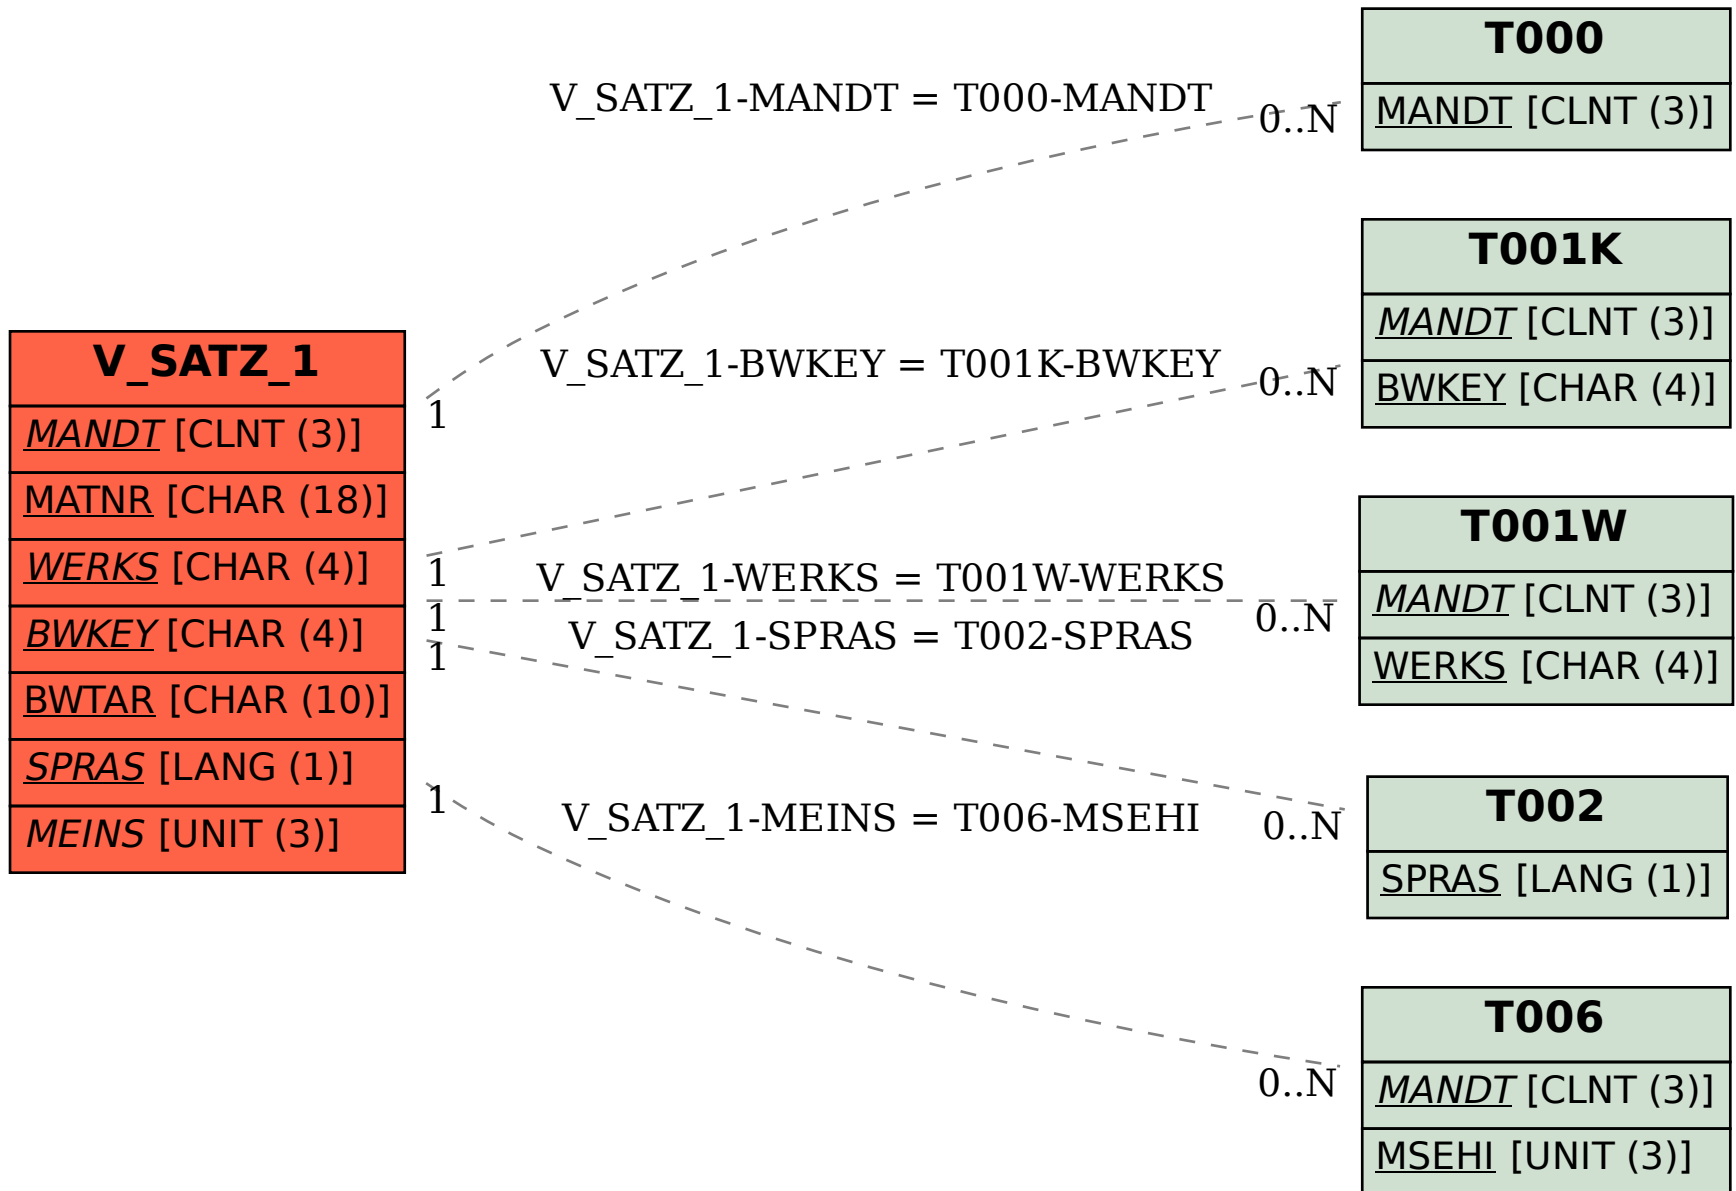 V_SATZ_1
MANDT [CLNT (3)]
MATNR [CHAR (18)]
WERKS [CHAR (4)]
BWKEY [CHAR (4)]
BWTAR [CHAR (10)]
SPRAS [LANG (1)]
MEINS [UNIT (3)]
V_SATZ_1-MANDT = T000-MANDT
0..N
1
V_SATZ_1-BWKEY = T001K-BWKEY
0..N
1
V_SATZ_1-WERKS = T001W-WERKS
0..N
1
V_SATZ_1-SPRAS = T002-SPRAS
0..N
1
V_SATZ_1-MEINS = T006-MSEHI
0..N
1
T000
MANDT [CLNT (3)]
T001K
MANDT [CLNT (3)]
BWKEY [CHAR (4)]
T001W
MANDT [CLNT (3)]
WERKS [CHAR (4)]
T002
SPRAS [LANG (1)]
T006
MANDT [CLNT (3)]
MSEHI [UNIT (3)]